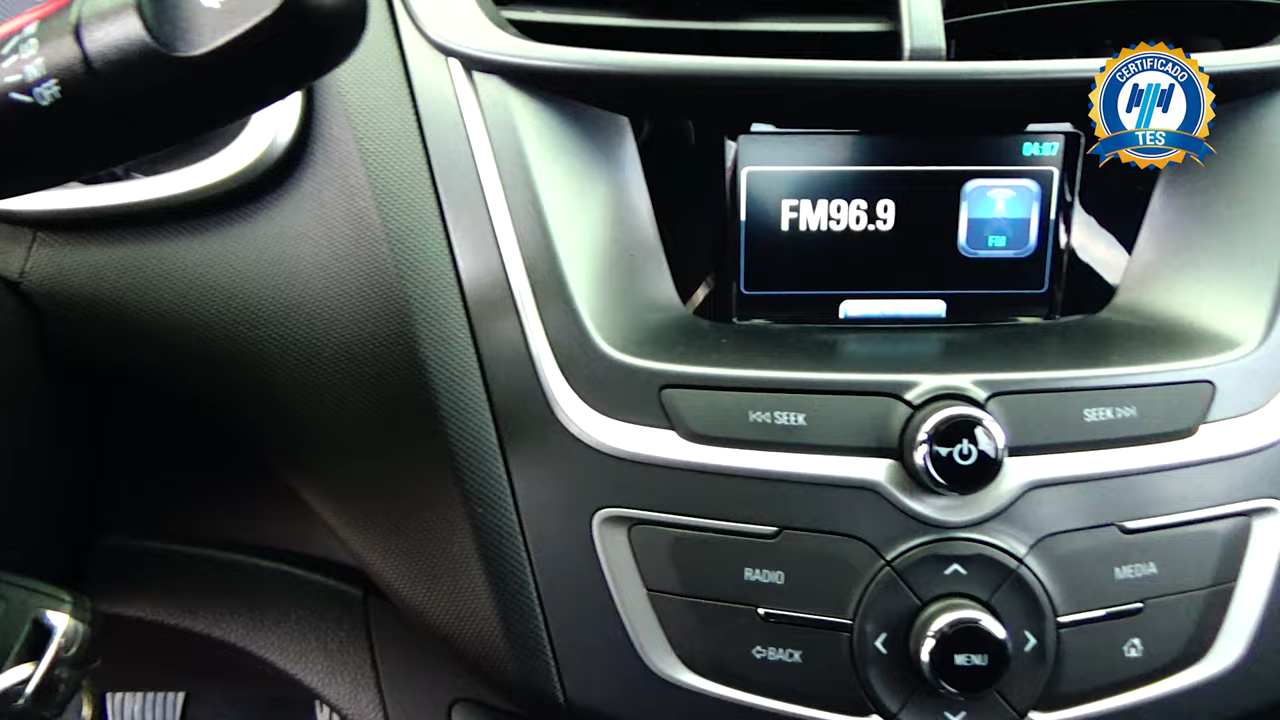 OFF
CERTIFICADO
TES
04:07
FM96.9
FM
SEEK
SEEK
RADIO
MEDIA
BACK
MENU